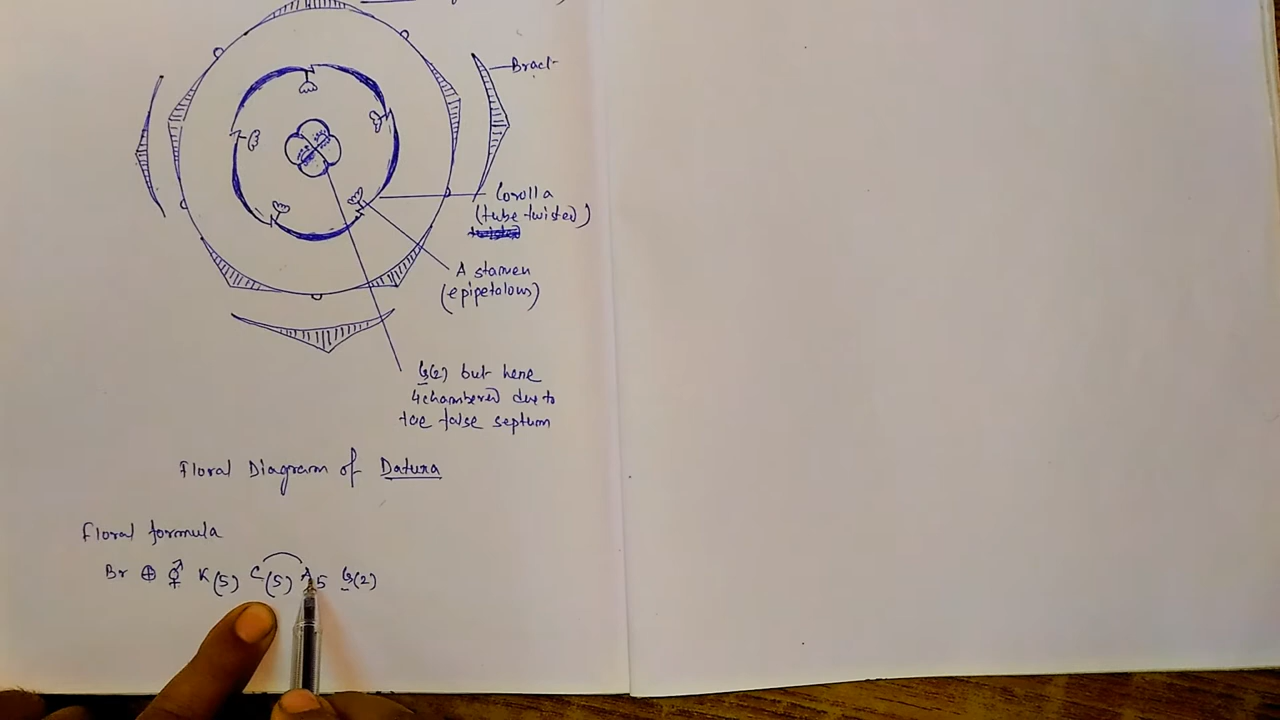 Bract
Corolla
(tube twisted)
A stamen
(epipetalous)
G(2) but here
4chambered due to
the false septum
Floral Diagram of Datura
Floral formula
Br ⊕ ⚥ K(5) C(5) A5 G(2)